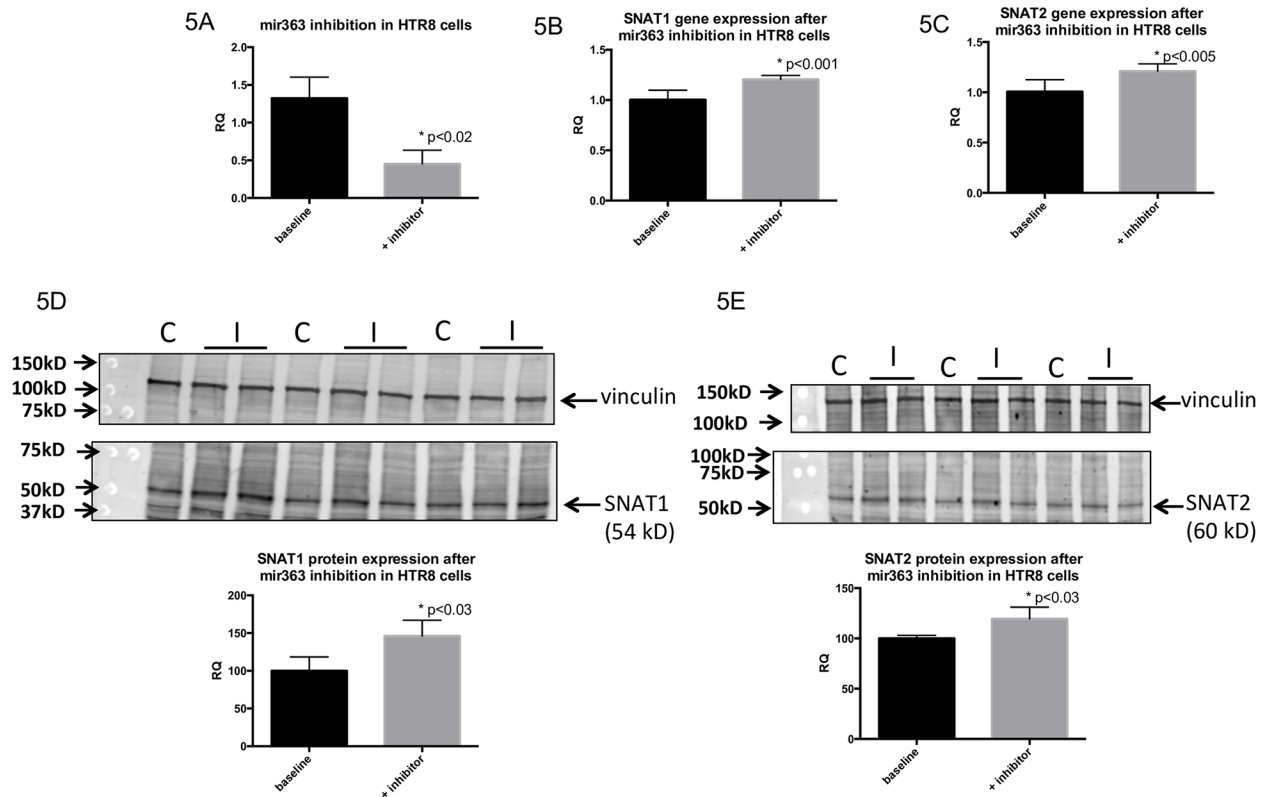 5A
mir363 inhibition in HTR8 cells
2.0
1.5
1.0
0.5
0.0
RQ
* p<0.02
baseline
+ inhibitor
5B
SNAT1 gene expression after
mir363 inhibition in HTR8 cells
1.5
1.0
0.5
0.0
RQ
* p<0.001
baseline
+ inhibitor
5C
SNAT2 gene expression after
mir363 inhibition in HTR8 cells
1.5
1.0
0.5
0.0
RQ
* p<0.005
baseline
+ inhibitor
5D
C I C I C I
150kD
100kD
75kD
vinculin
75kD
50kD
37kD
SNAT1
(54 kD)
SNAT1 protein expression after
mir363 inhibition in HTR8 cells
200
150
100
50
0
RQ
* p<0.03
baseline
+ inhibitor
5E
C I C I C I
150kD
100kD
vinculin
100kD
75kD
50kD
SNAT2
(60 kD)
SNAT2 protein expression after
mir363 inhibition in HTR8 cells
150
100
50
0
RQ
* p<0.03
baseline
+ inhibitor